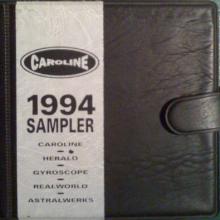 CAROLINE
1994
SAMPLER
CAROLINE
HERALD
GYROSCOPE
REALWORLD
ASTRALWERKS